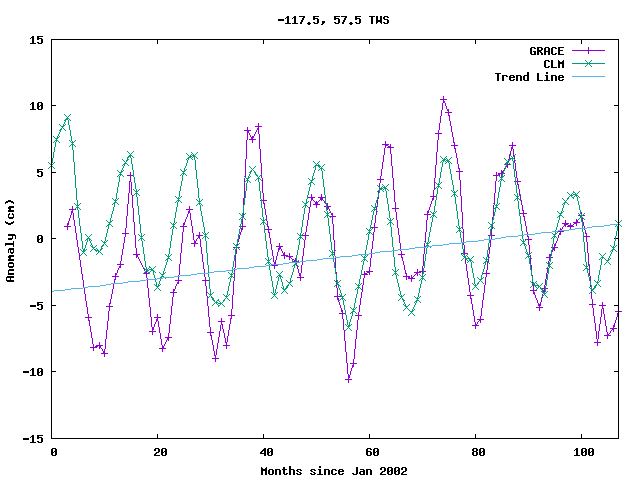 -117.5, 57.5 TWS
15
GRACE
CLM
Trend Line
10
5
0
-5
-10
-15
Anomaly (cm)
0 20 40 60 80 100
Months since Jan 2002